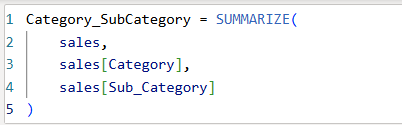 1 Category_SubCategory = SUMMARIZE(
2     sales,
3     sales[Category],
4     sales[Sub_Category]
5 )